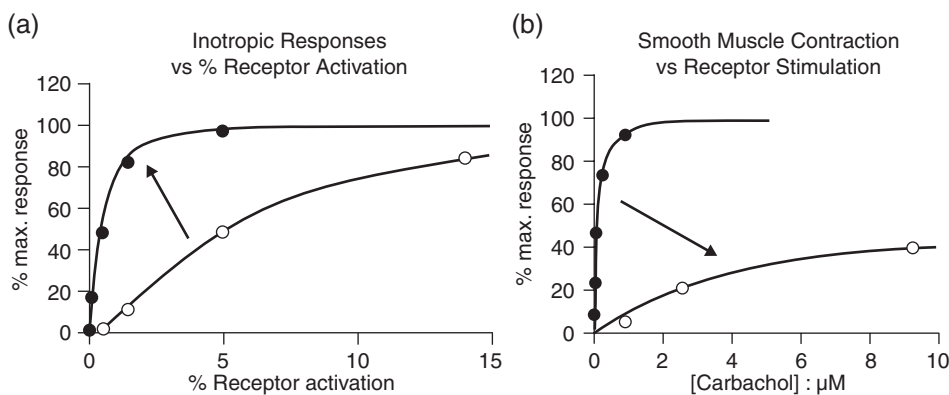 (a)
Inotropic Responses
vs % Receptor Activation
% max. response
120
100
80
60
40
20
0
0 5 10 15
% Receptor activation
(b)
Smooth Muscle Contraction
vs Receptor Stimulation
% max. response
120
100
80
60
40
20
0
0 2 4 6 8 10
[Carbachol] : μM